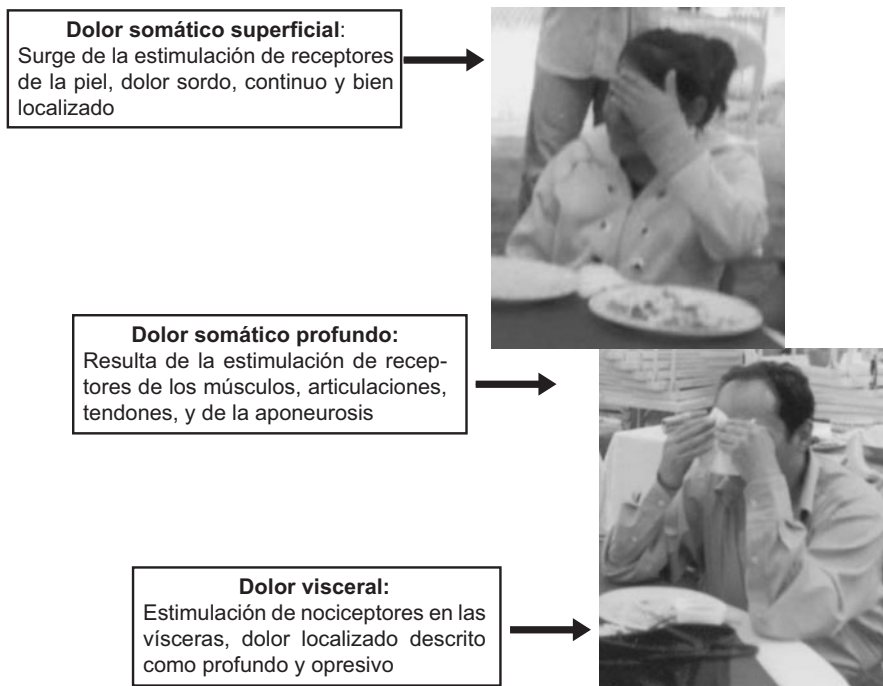 Dolor somático superficial:
Surge de la estimulación de receptores
de la piel, dolor sordo, continuo y bien
localizado
Dolor somático profundo:
Resulta de la estimulación de recep-
tores de los músculos, articulaciones,
tendones, y de la aponeurosis
Dolor visceral:
Estimulación de nociceptores en las
vísceras, dolor localizado descrito
como profundo y opresivo